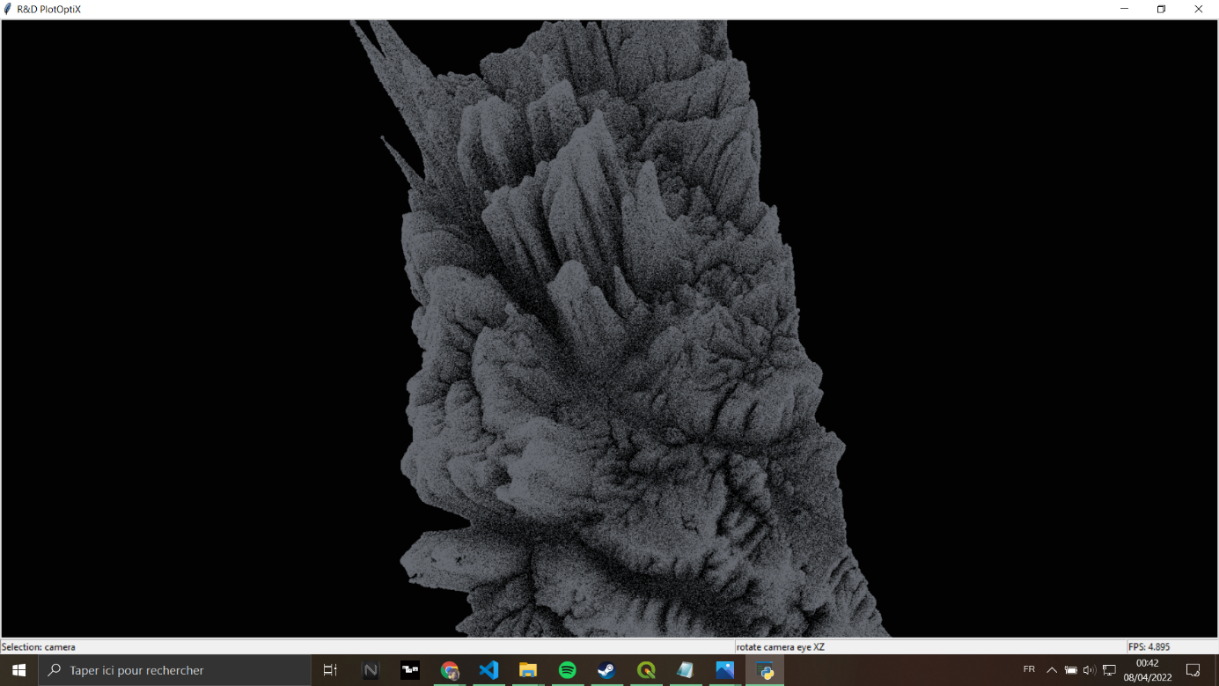 R&D PlotOptiX
Selection: camera
rotate camera eye XZ
FPS: 4.895
Taper ici pour rechercher
FR
00:42
08/04/2022